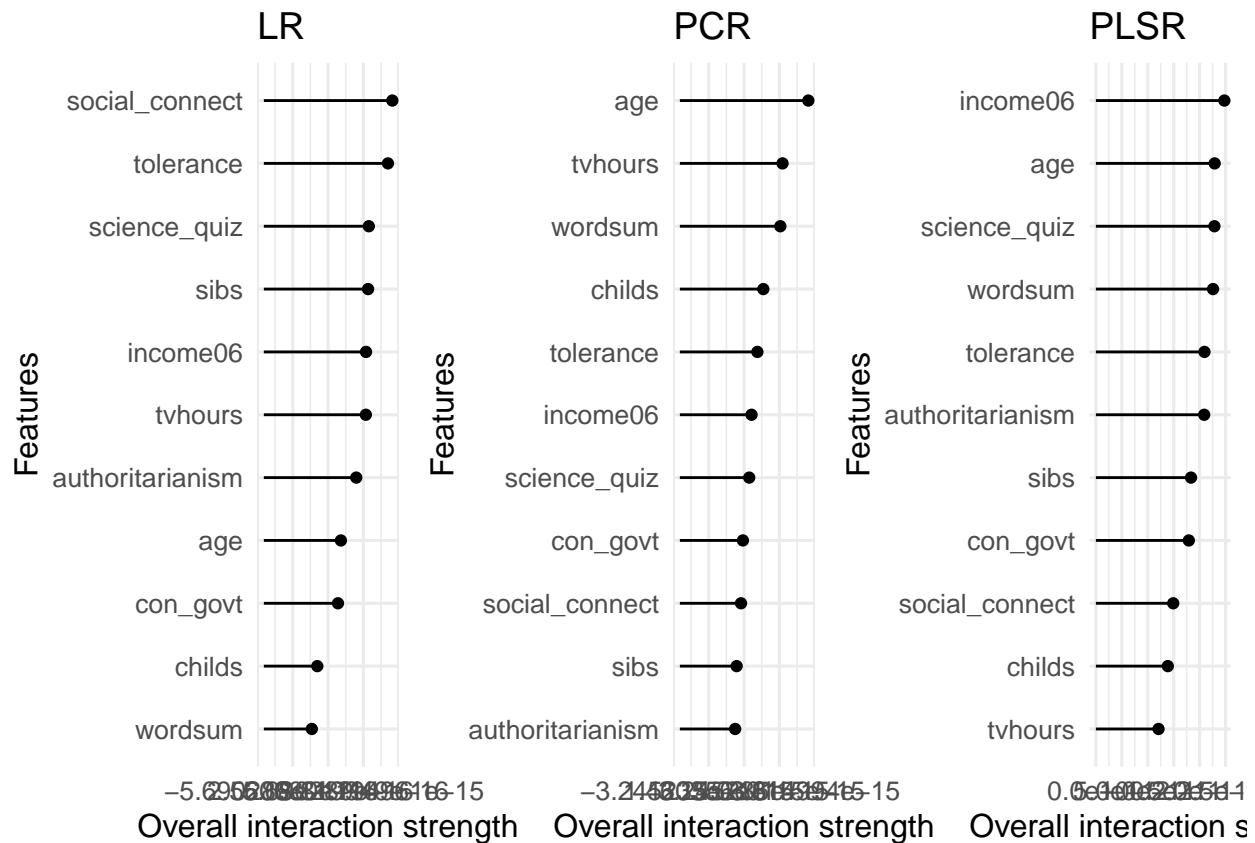 LR
social_connect
tolerance
science_quiz
sibs
income06
tvhours
authoritarianism
age
con_govt
childs
wordsum
Features
Overall interaction strength
PCR
age
tvhours
wordsum
childs
tolerance
income06
science_quiz
con_govt
social_connect
sibs
authoritarianism
Features
Overall interaction strength
PLSR
income06
age
science_quiz
wordsum
tolerance
authoritarianism
sibs
con_govt
social_connect
childs
tvhours
Features
Overall interaction s